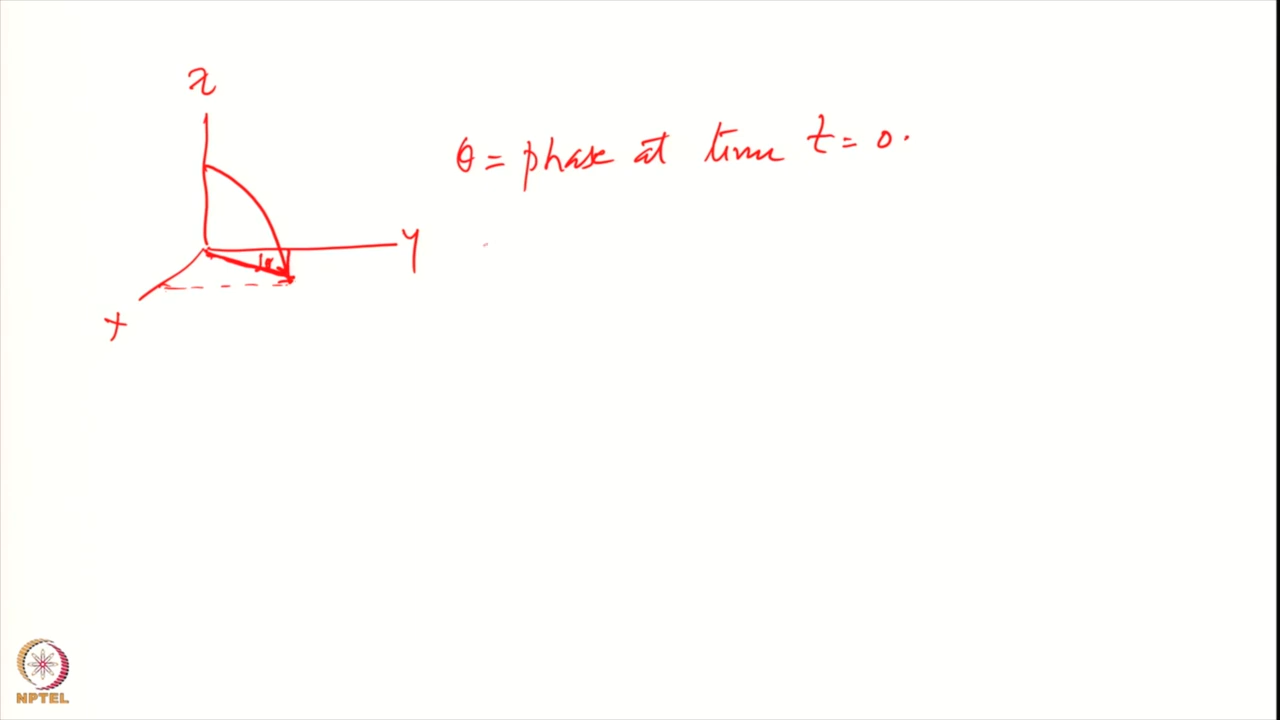 z
θ = phase at time t = 0.
y
x
NPTEL